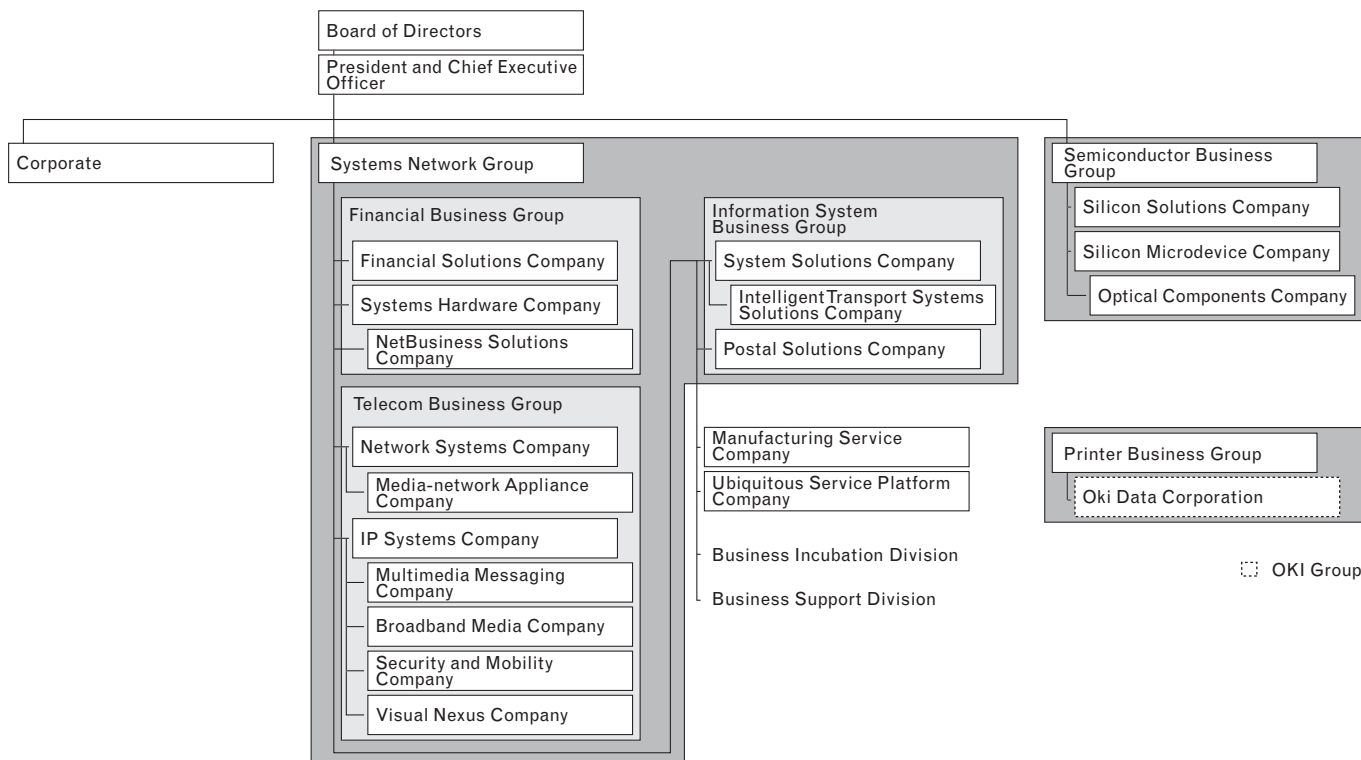 Board of Directors
President and Chief Executive
Officer
Corporate
Systems Network Group
Financial Business Group
Financial Solutions Company
Systems Hardware Company
NetBusiness Solutions
Company
Telecom Business Group
Network Systems Company
Media-network Appliance
Company
IP Systems Company
Multimedia Messaging
Company
Broadband Media Company
Security and Mobility
Company
Visual Nexus Company
Information System
Business Group
System Solutions Company
Intelligent Transport Systems
Solutions Company
Postal Solutions Company
Manufacturing Service
Company
Ubiquitous Service Platform
Company
Business Incubation Division
Business Support Division
Semiconductor Business
Group
Silicon Solutions Company
Silicon Microdevice Company
Optical Components Company
Printer Business Group
Oki Data Corporation
OKI Group